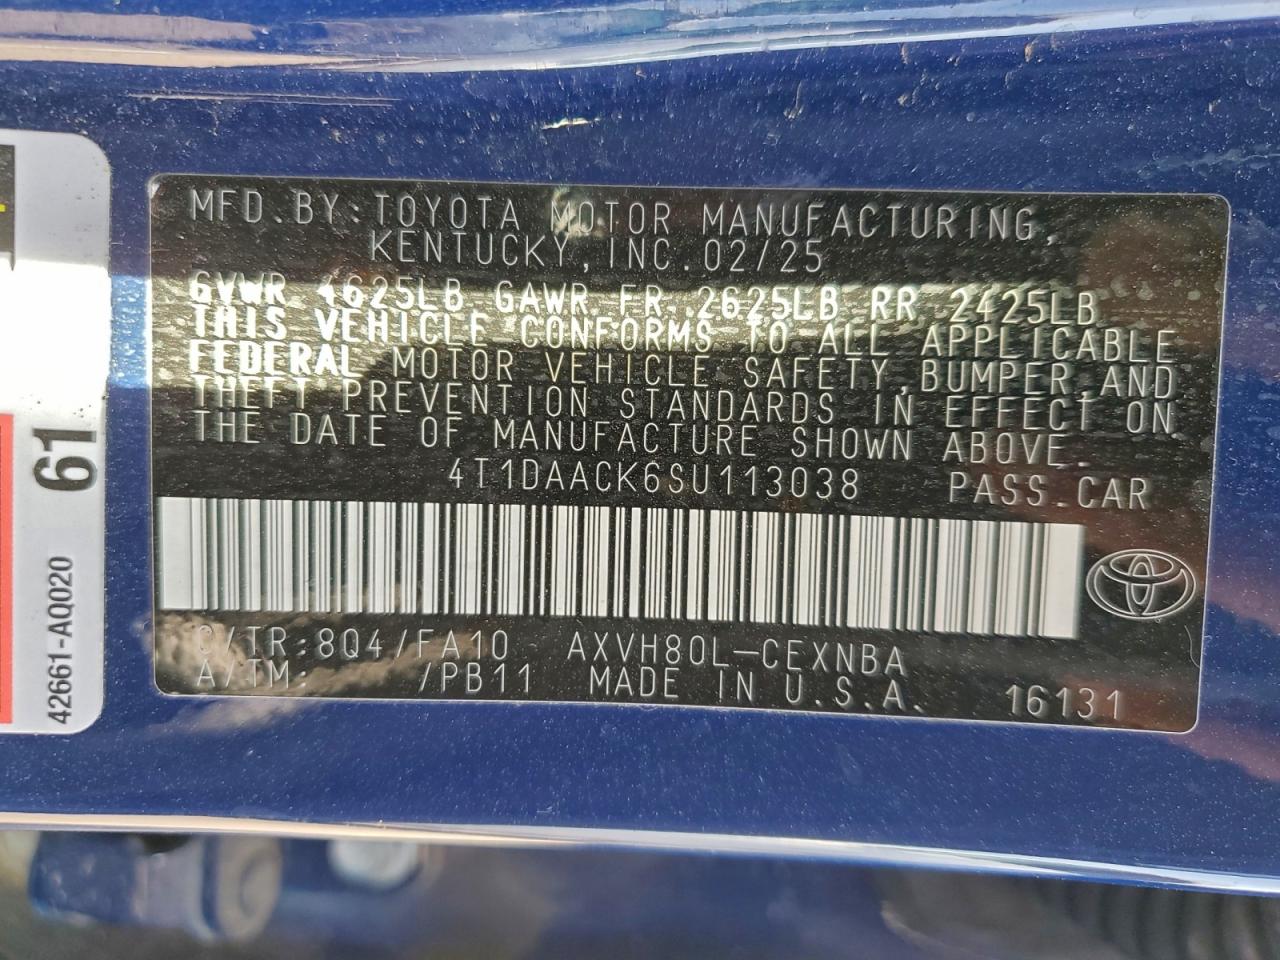 MFD.BY:TOYOTA MOTOR MANUFACTURING,
KENTUCKY,INC.02/25
GVWR 4625LB GAWR FR 2625LB RR 2425LB
THIS VEHICLE CONFORMS TO ALL APPLICABLE
FEDERAL MOTOR VEHICLE SAFETY,BUMPER,AND
THEFT PREVENTION STANDARDS IN EFFECT ON
THE DATE OF MANUFACTURE SHOWN ABOVE.
4T1DAACK6SU113038 PASS.CAR
C/TR:8Q4/FA10 AXVH80L-CEXNBA
A/TM: /PB11 MADE IN U.S.A. 16131
61
42661-AQ020